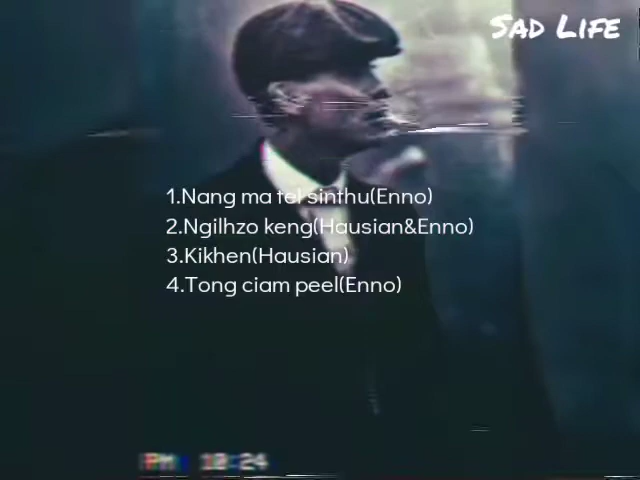 SAD LIFE
1.Nang ma tel sinthu(Enno)
2.Ngilhzo keng(Hausian&Enno)
3.Kikhen(Hausian)
4.Tong ciam peel(Enno)
PM 10:24